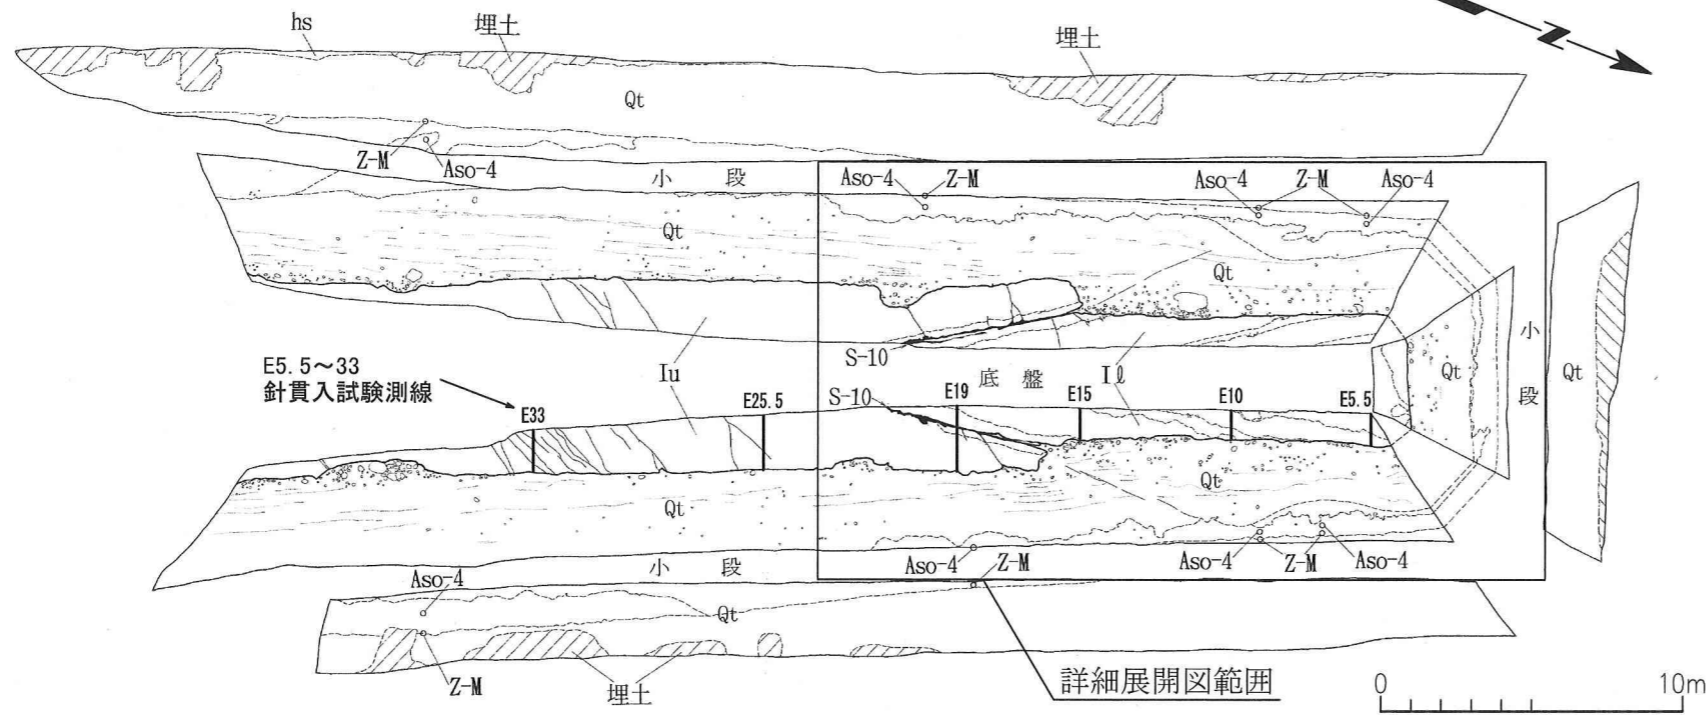 Z
hs
埋土
埋土
Qt
Z-M
Aso-4
小 段
Aso-4
Z-M
Aso-4
Z-M
Aso-4
Qt
Qt
S-10
Iu
底 盤
Iℓ
小 段
Qt
Qt
E5.5~33
針貫入試験測線
S-10
E33
E25.5
E19
E15
E10
E5.5
Qt
Qt
小 段
Aso-4
Z-M
Aso-4
Z-M
Aso-4
Aso-4
Qt
Z-M
埋土
詳細展開図範囲
0
10m